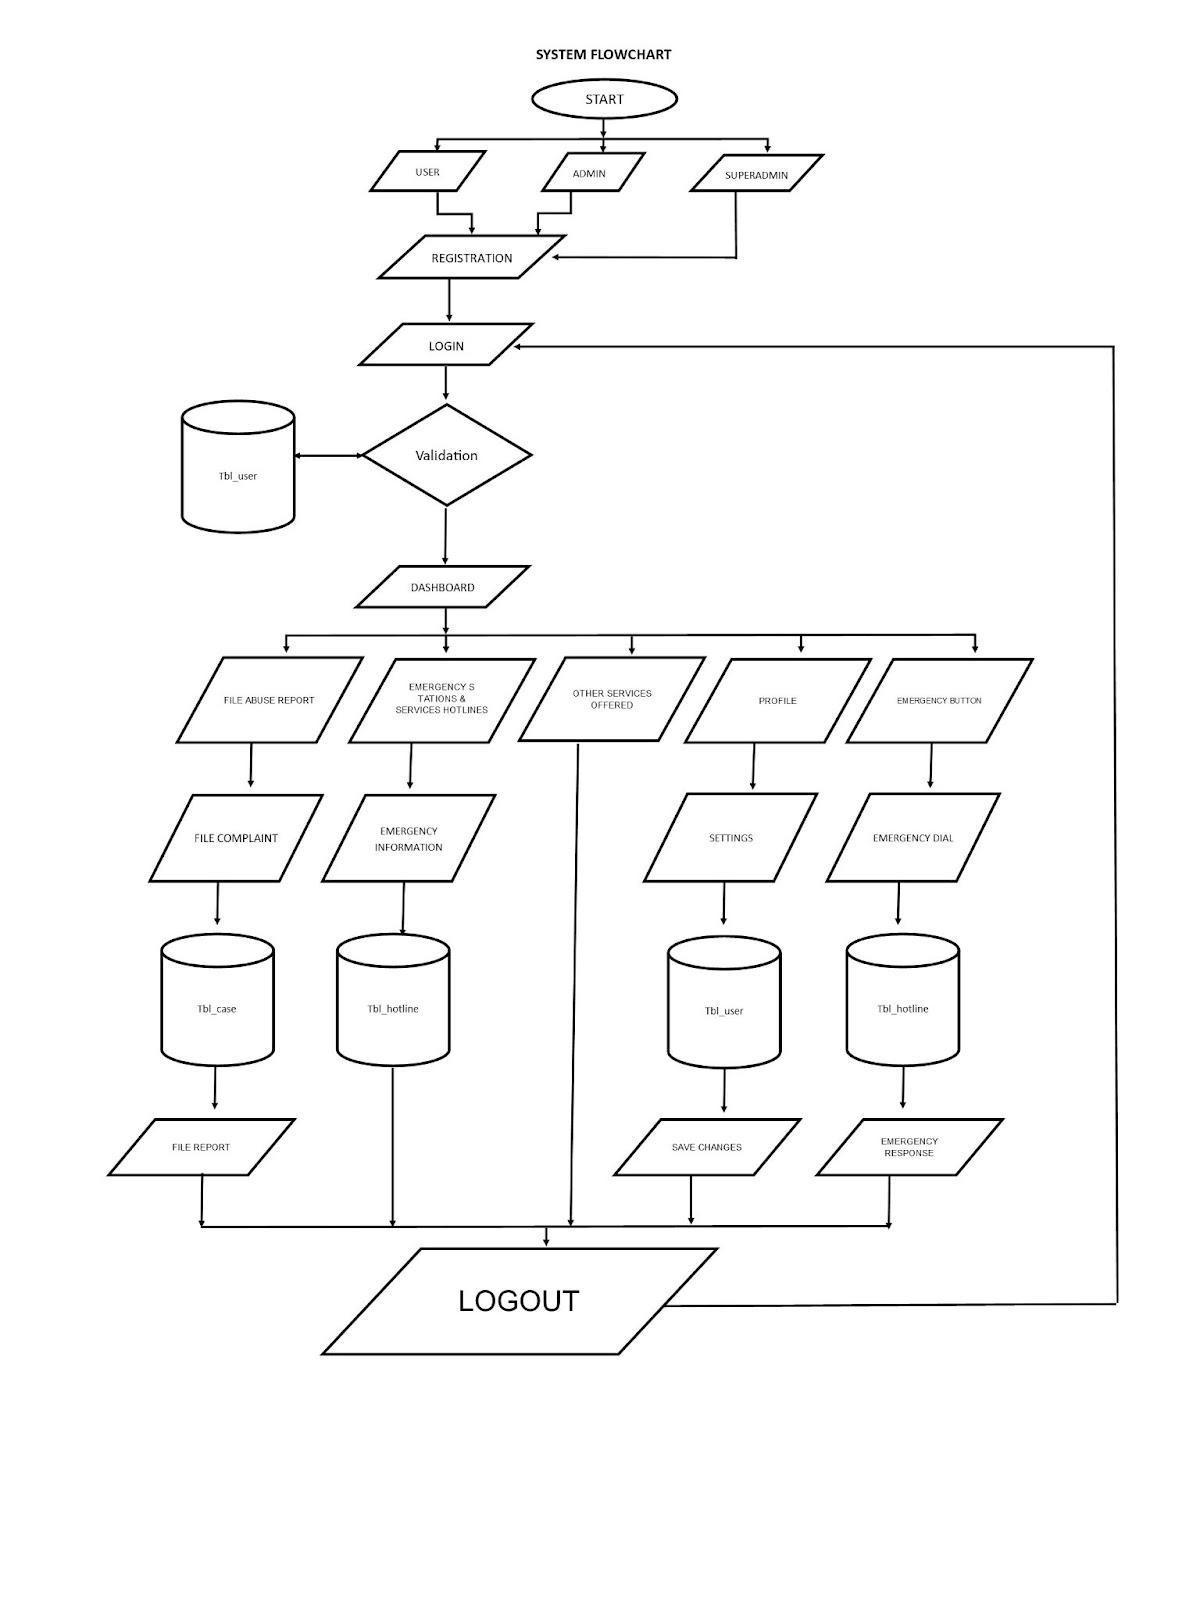 SYSTEM FLOWCHART
START
USER
ADMIN
SUPERADMIN
REGISTRATION
LOGIN
Validation
Tbl_user
DASHBOARD
FILE ABUSE REPORT
EMERGENCY S
TATIONS &
SERVICES HOTLINES
OTHER SERVICES
OFFERED
PROFILE
EMERGENCY BUTTON
FILE COMPLAINT
EMERGENCY
INFORMATION
SETTINGS
EMERGENCY DIAL
Tbl_case
Tbl_hotline
Tbl_user
Tbl_hotline
FILE REPORT
SAVE CHANGES
EMERGENCY
RESPONSE
LOGOUT